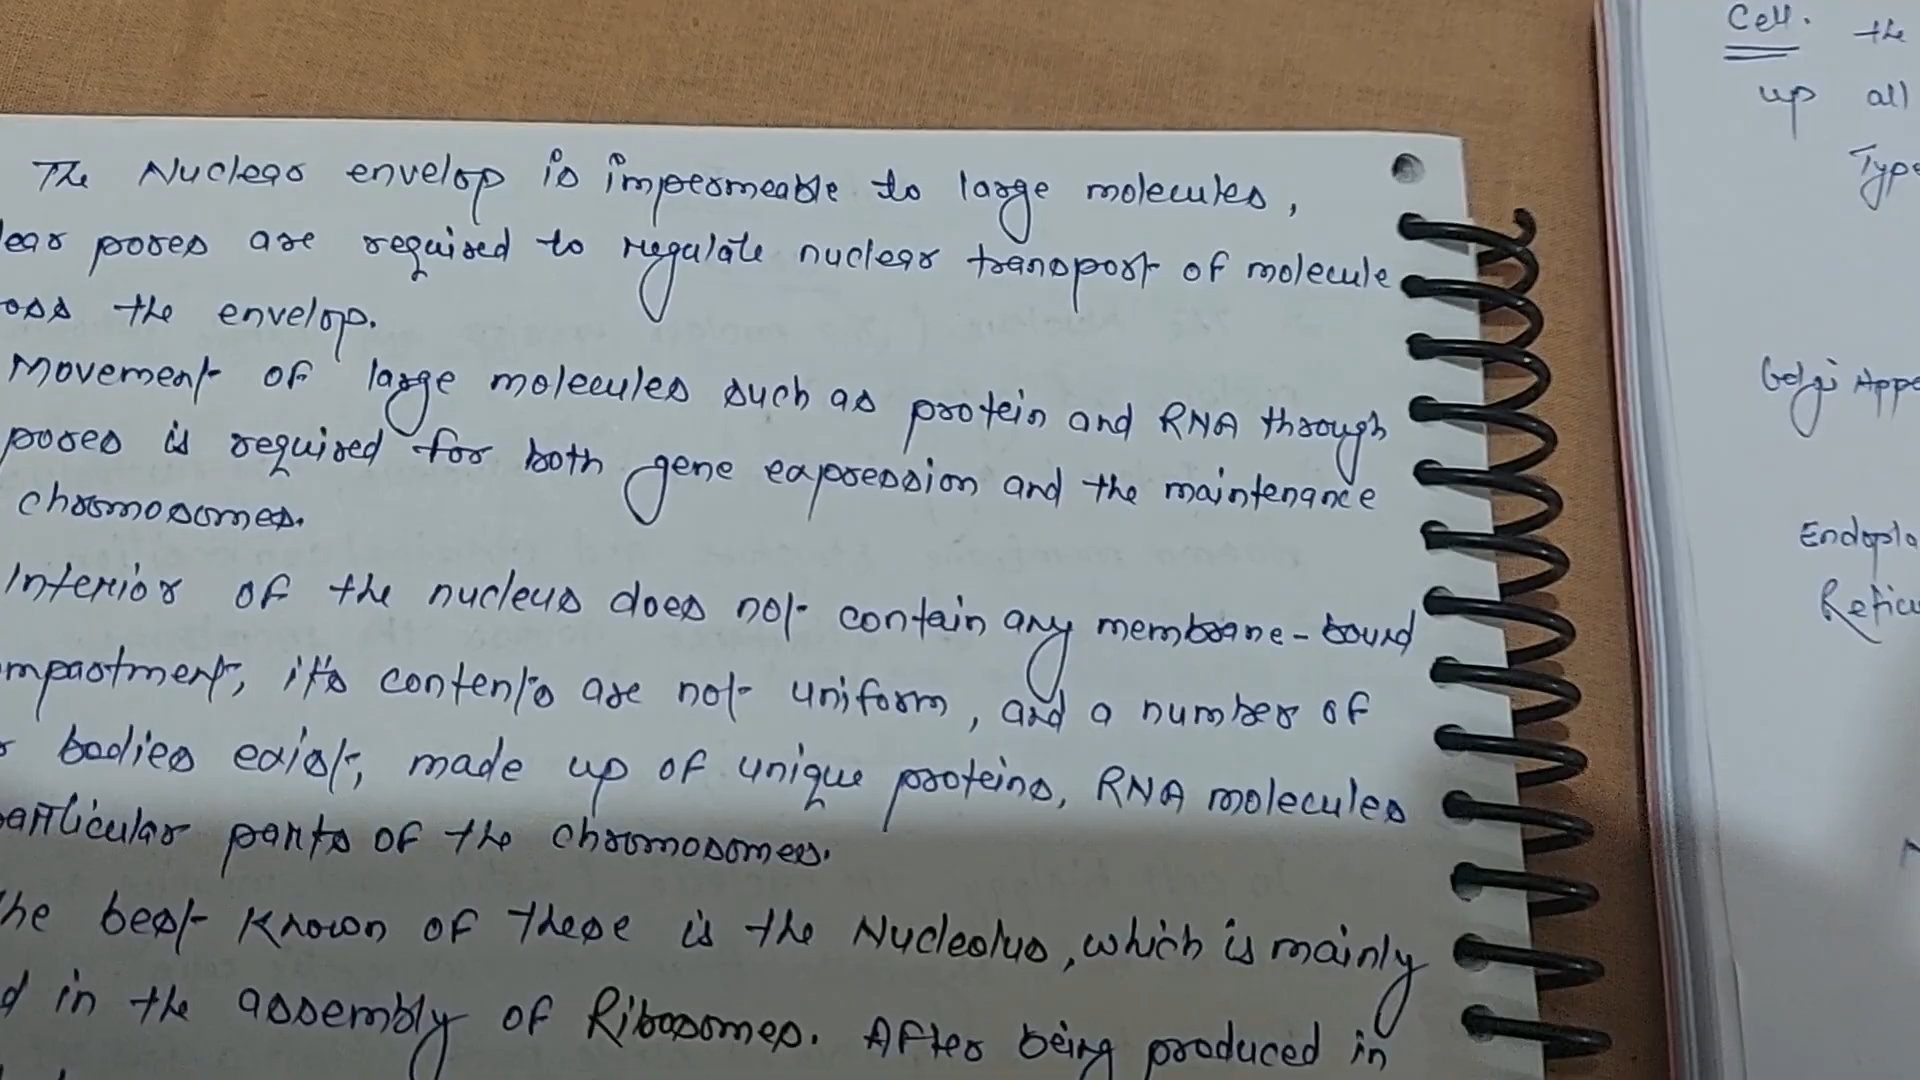 The Nuclear envelop is impermeable to large molecules,
lear pores are required to regulate nuclear transport of molecule
oss the envelop.
Movement of large molecules such as protein and RNA through
pores is required for both gene expression and the maintenance
chromosomes.
Interior of the nucleus does not contain any membrane-bound
mpartment, it's contents are not uniform, and a number of
r bodies exist, made up of unique proteins, RNA molecules
articular parts of the chromosomes.
he best known of these is the Nucleolus, which is mainly
d in the assembly of Ribosomes. After being produced in
Cell. the
up all
Type
Golgi Appa
Endopla
Reticu